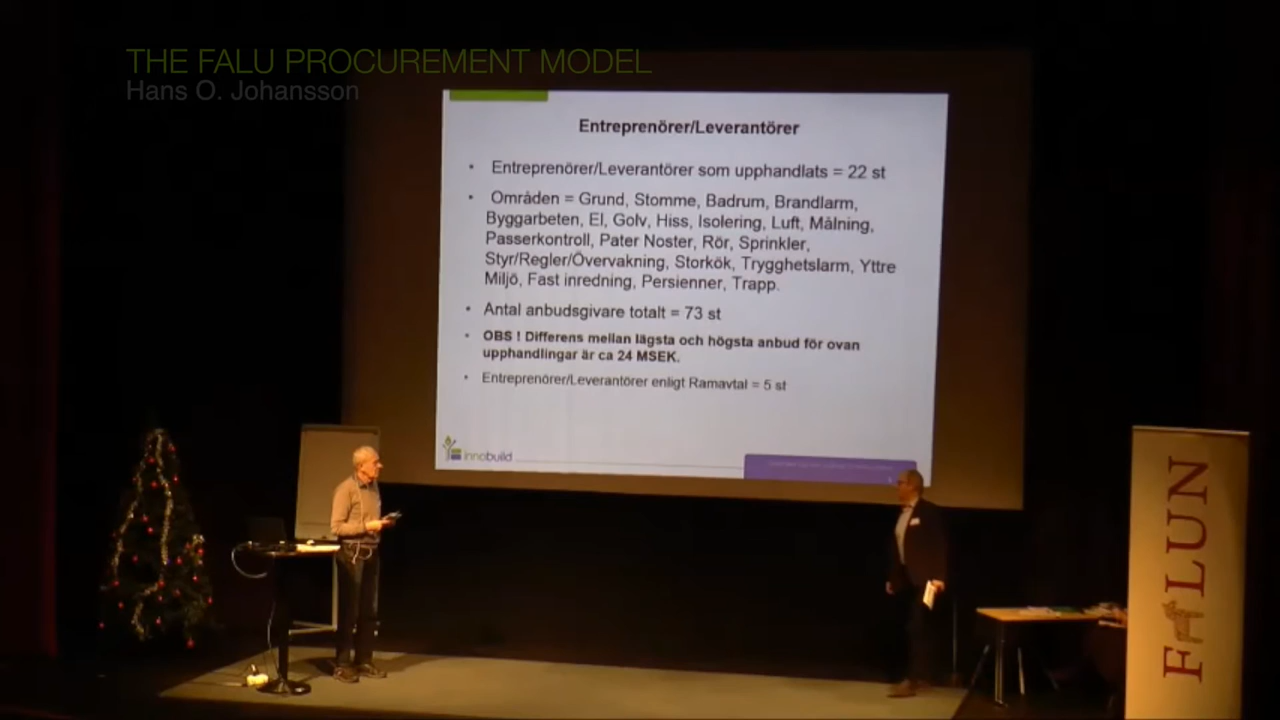 THE FALU PROCUREMENT MODEL
Hans O. Johansson
Entreprenörer/Leverantörer
• Entreprenörer/Leverantörer som upphandlats = 22 st
• Områden = Grund, Stomme, Badrum, Brandlarm,
Byggarbeten, El, Golv, Hiss, Isolering, Luft, Målning,
Passerkontroll, Pater Noster, Rör, Sprinkler,
Styr/Regler/Övervakning, Storkök, Trygghetslarm, Yttre
Miljö, Fast inredning, Persienner, Trapp.
• Antal anbudsgivare totalt = 73 st
• OBS ! Differens mellan lägsta och högsta anbud för ovan
upphandlingar är ca 24 MSEK.
• Entreprenörer/Leverantörer enligt Ramavtal = 5 st
innobuild
FALUN